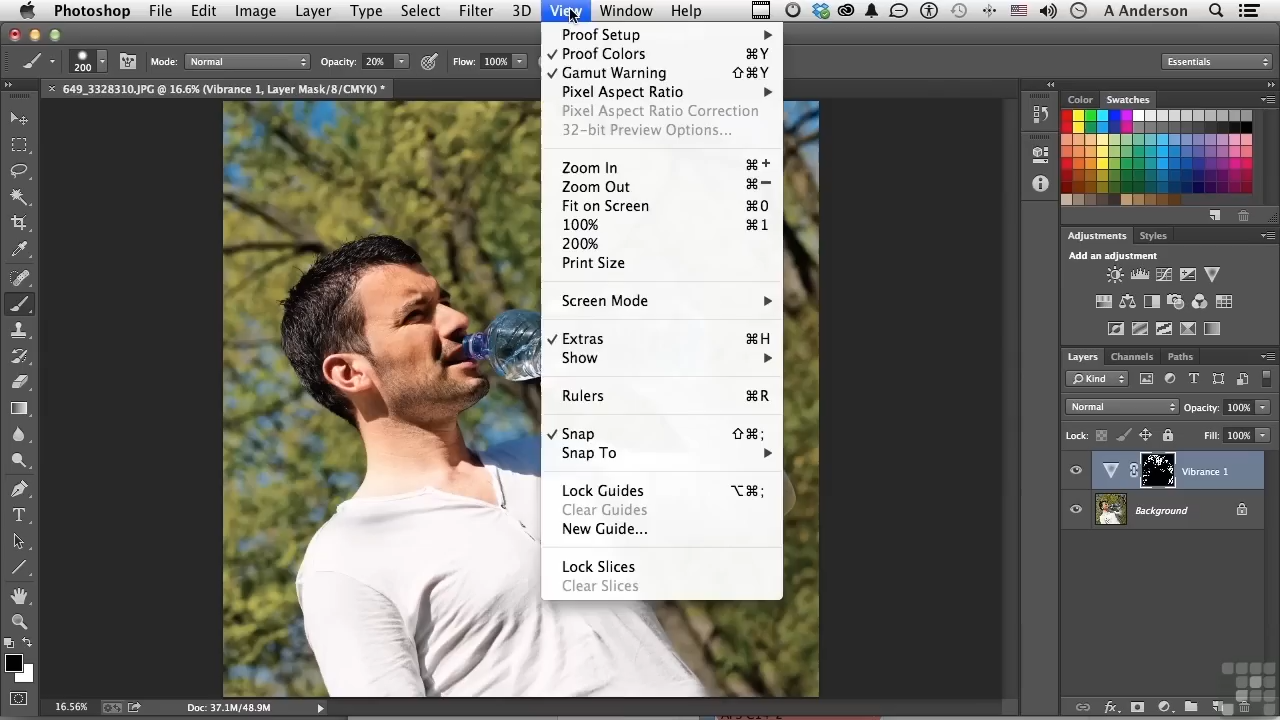 Photoshop File Edit Image Layer Type Select Filter 3D View Window Help A Anderson
200 Mode: Normal Opacity: 20% Flow: 100% Essentials
× 649_3328310.JPG @ 16.6% (Vibrance 1, Layer Mask/8/CMYK) *
Proof Setup
✓ Proof Colors ⌘Y
✓ Gamut Warning ⇧⌘Y
Pixel Aspect Ratio
Pixel Aspect Ratio Correction
32-bit Preview Options...
Zoom In ⌘+
Zoom Out ⌘−
Fit on Screen ⌘0
100% ⌘1
200%
Print Size
Screen Mode
✓ Extras ⌘H
Show
Rulers ⌘R
✓ Snap ⇧⌘;
Snap To
Lock Guides ⌥⌘;
Clear Guides
New Guide...
Lock Slices
Clear Slices
Color Swatches
Adjustments Styles
Add an adjustment
Layers Channels Paths
Kind
Normal Opacity: 100%
Lock: Fill: 100%
Vibrance 1
Background
16.56% Doc: 37.1M/48.9M